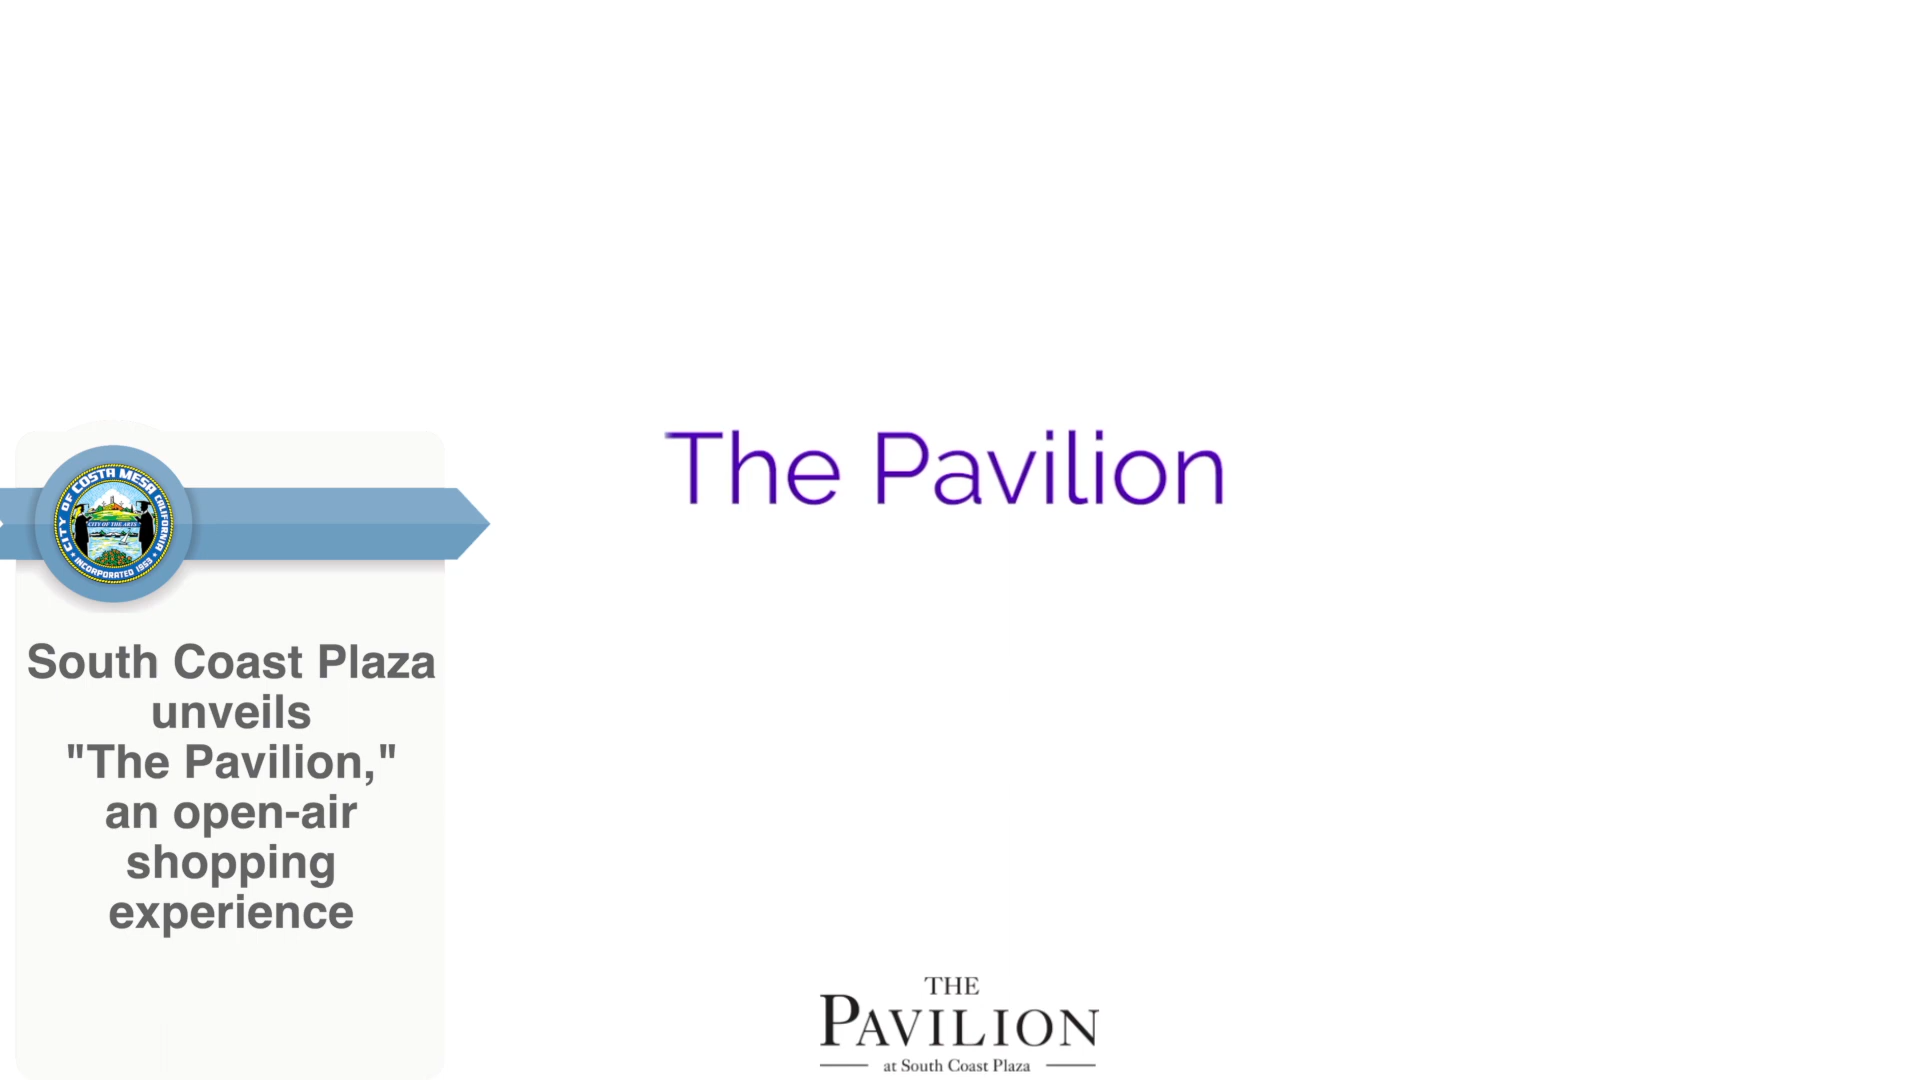 The Pavilion
CITY OF COSTA MESA CALIFORNIA
CITY OF THE ARTS
INCORPORATED 1953
South Coast Plaza
unveils
"The Pavilion,"
an open-air
shopping
experience
THE
PAVILION
at South Coast Plaza